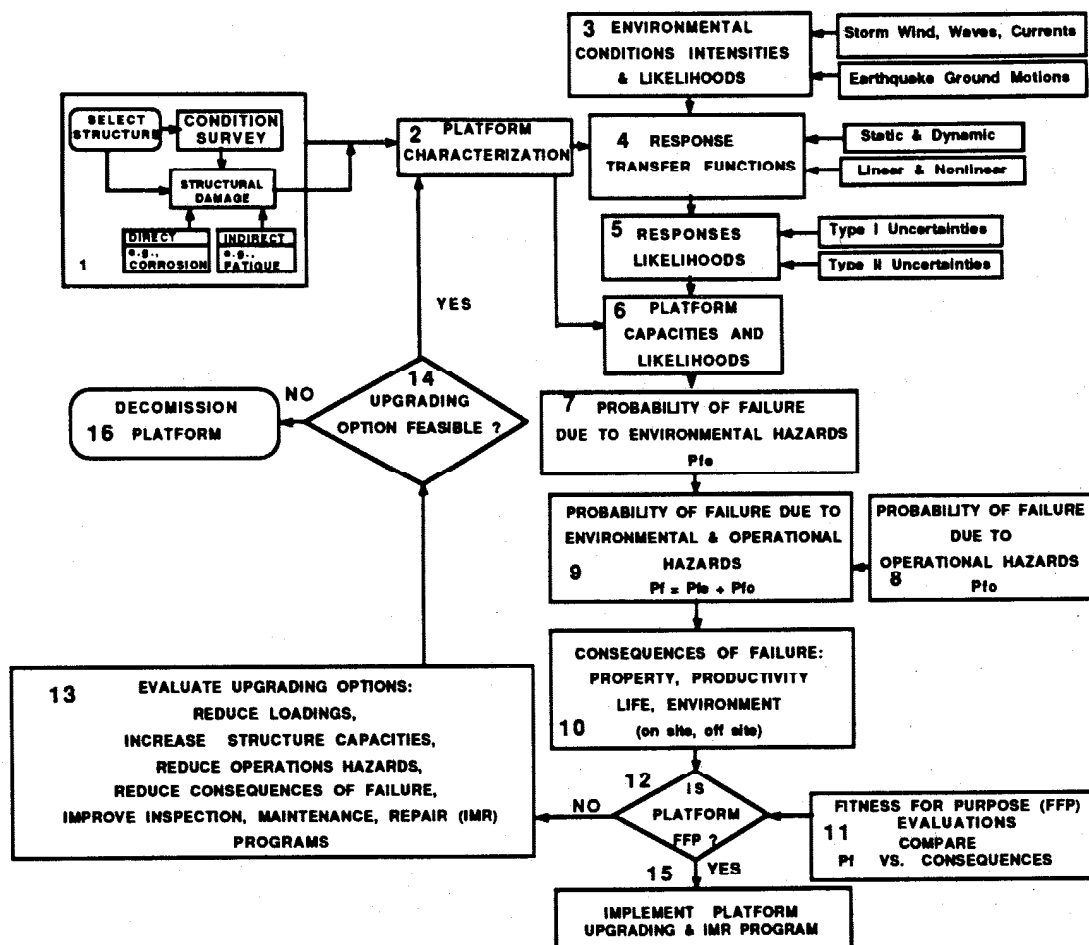 3 ENVIRONMENTAL
CONDITIONS INTENSITIES
& LIKELIHOODS
Storm Wind, Waves, Currents
Earthquake Ground Motions
SELECT
STRUCTURE
CONDITION
SURVEY
STRUCTURAL
DAMAGE
DIRECT
e.g.,
CORROSION
INDIRECT
e.g.,
FATIQUE
1
2 PLATFORM
CHARACTERIZATION
4 RESPONSE
TRANSFER FUNCTIONS
Static & Dynamic
Linear & Nonlinear
5 RESPONSES
LIKELIHOODS
Type I Uncertainties
Type II Uncertainties
6 PLATFORM
CAPACITIES AND
LIKELIHOODS
7 PROBABILITY OF FAILURE
DUE TO ENVIRONMENTAL HAZARDS
Pfe
PROBABILITY OF FAILURE DUE TO
ENVIRONMENTAL & OPERATIONAL
HAZARDS
9 Pf = Pfe + Pfo
PROBABILITY OF FAILURE
DUE TO
OPERATIONAL HAZARDS
8 Pfo
CONSEQUENCES OF FAILURE:
PROPERTY, PRODUCTIVITY
LIFE, ENVIRONMENT
10 (on site, off site)
12 IS
PLATFORM
FFP ?
NO
YES
FITNESS FOR PURPOSE (FFP)
EVALUATIONS
11 COMPARE
Pf VS. CONSEQUENCES
15
IMPLEMENT PLATFORM
UPGRADING & IMR PROGRAM
13 EVALUATE UPGRADING OPTIONS:
REDUCE LOADINGS,
INCREASE STRUCTURE CAPACITIES,
REDUCE OPERATIONS HAZARDS,
REDUCE CONSEQUENCES OF FAILURE,
IMPROVE INSPECTION, MAINTENANCE, REPAIR (IMR)
PROGRAMS
14
UPGRADING
OPTION FEASIBLE ?
YES
NO
DECOMISSION
16 PLATFORM